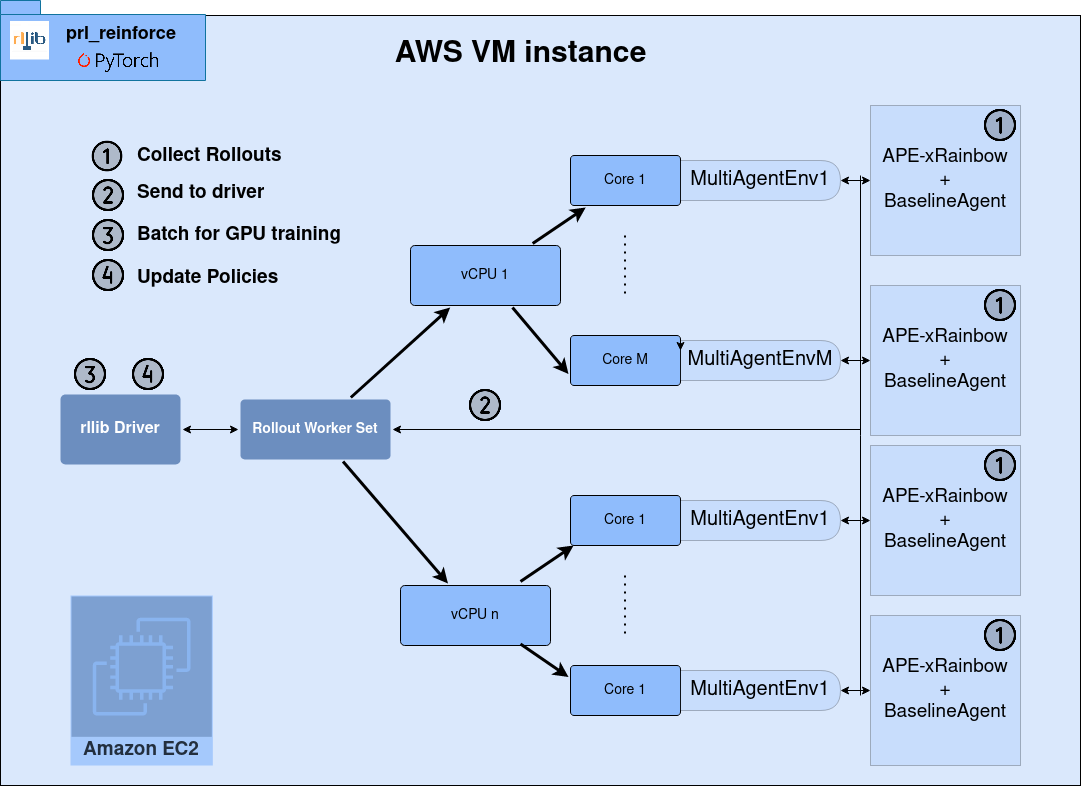 rllib
prl_reinforce
PyTorch
AWS VM instance
1 Collect Rollouts
2 Send to driver
3 Batch for GPU training
4 Update Policies
vCPU 1
Core 1
MultiAgentEnv1
1
APE-xRainbow
+
BaselineAgent
Core M
MultiAgentEnvM
1
APE-xRainbow
+
BaselineAgent
3
4
rllib Driver
Rollout Worker Set
2
vCPU n
Core 1
MultiAgentEnv1
1
APE-xRainbow
+
BaselineAgent
Core 1
MultiAgentEnv1
1
APE-xRainbow
+
BaselineAgent
Amazon EC2